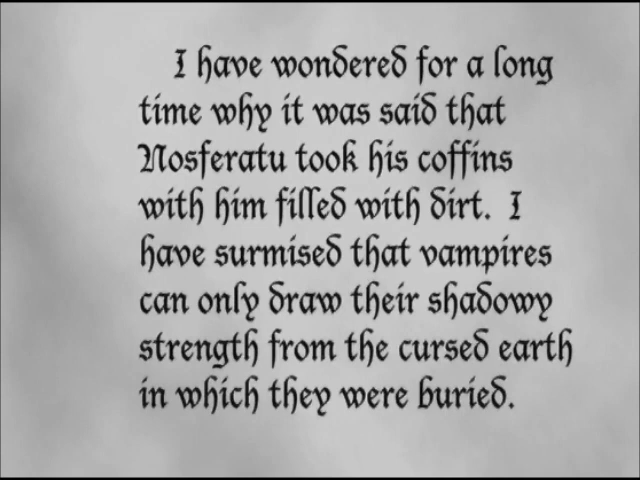 I have wondered for a long
time why it was said that
Nosferatu took his coffins
with him filled with dirt. I
have surmised that vampires
can only draw their shadowy
strength from the cursed earth
in which they were buried.